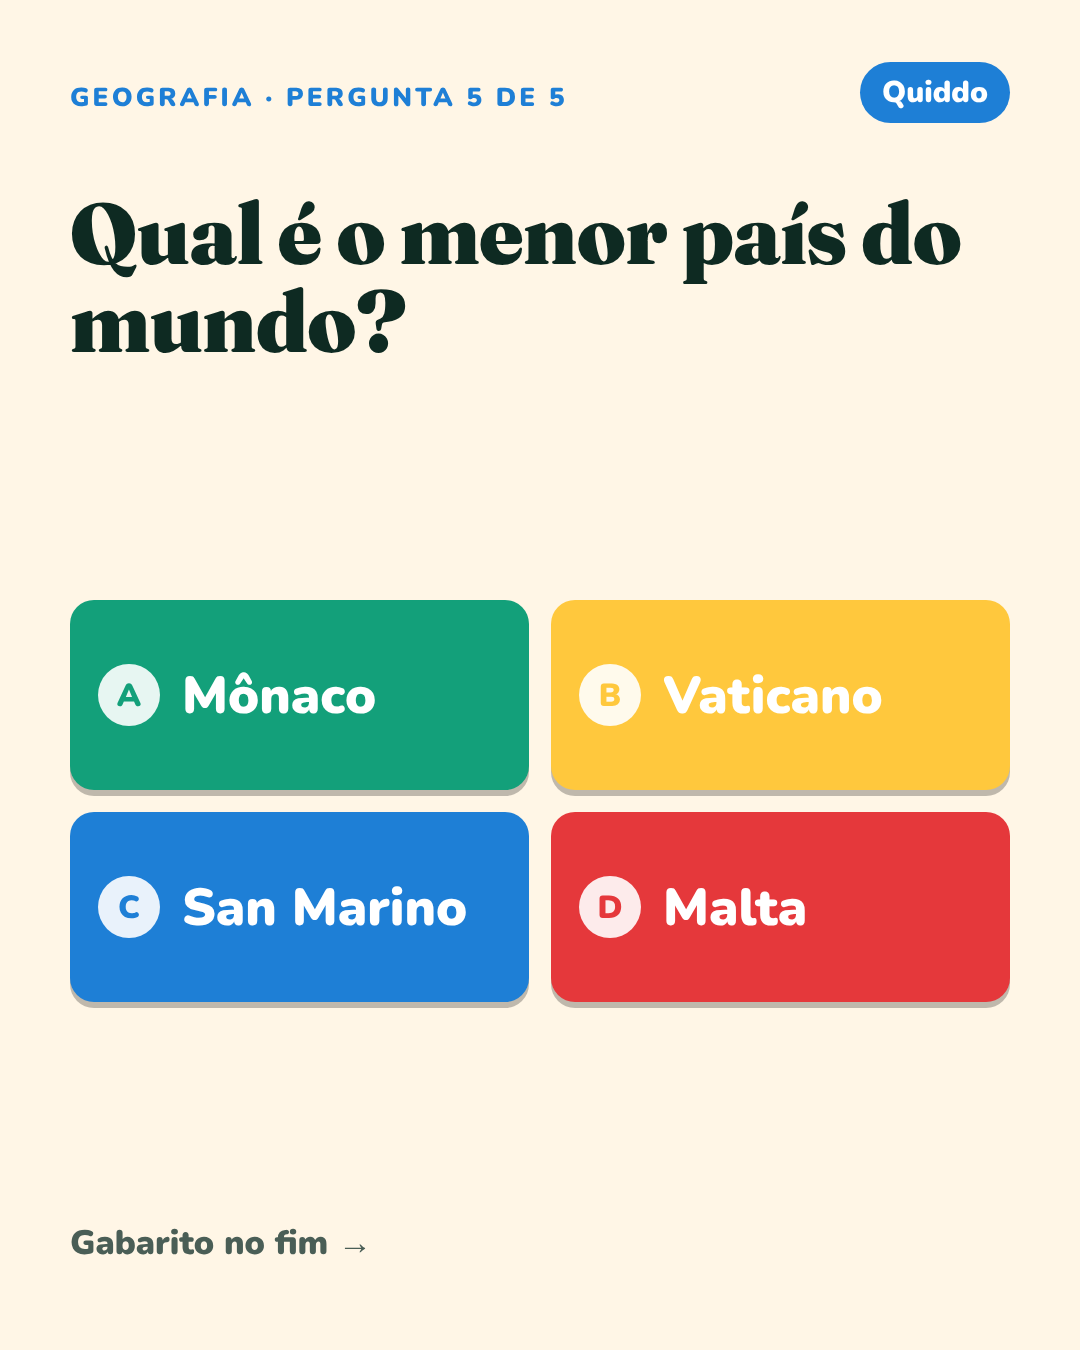 GEOGRAFIA · PERGUNTA 5 DE 5
Quiddo
Qual é o menor país do
mundo?
A Mônaco
B Vaticano
C San Marino
D Malta
Gabarito no fim →